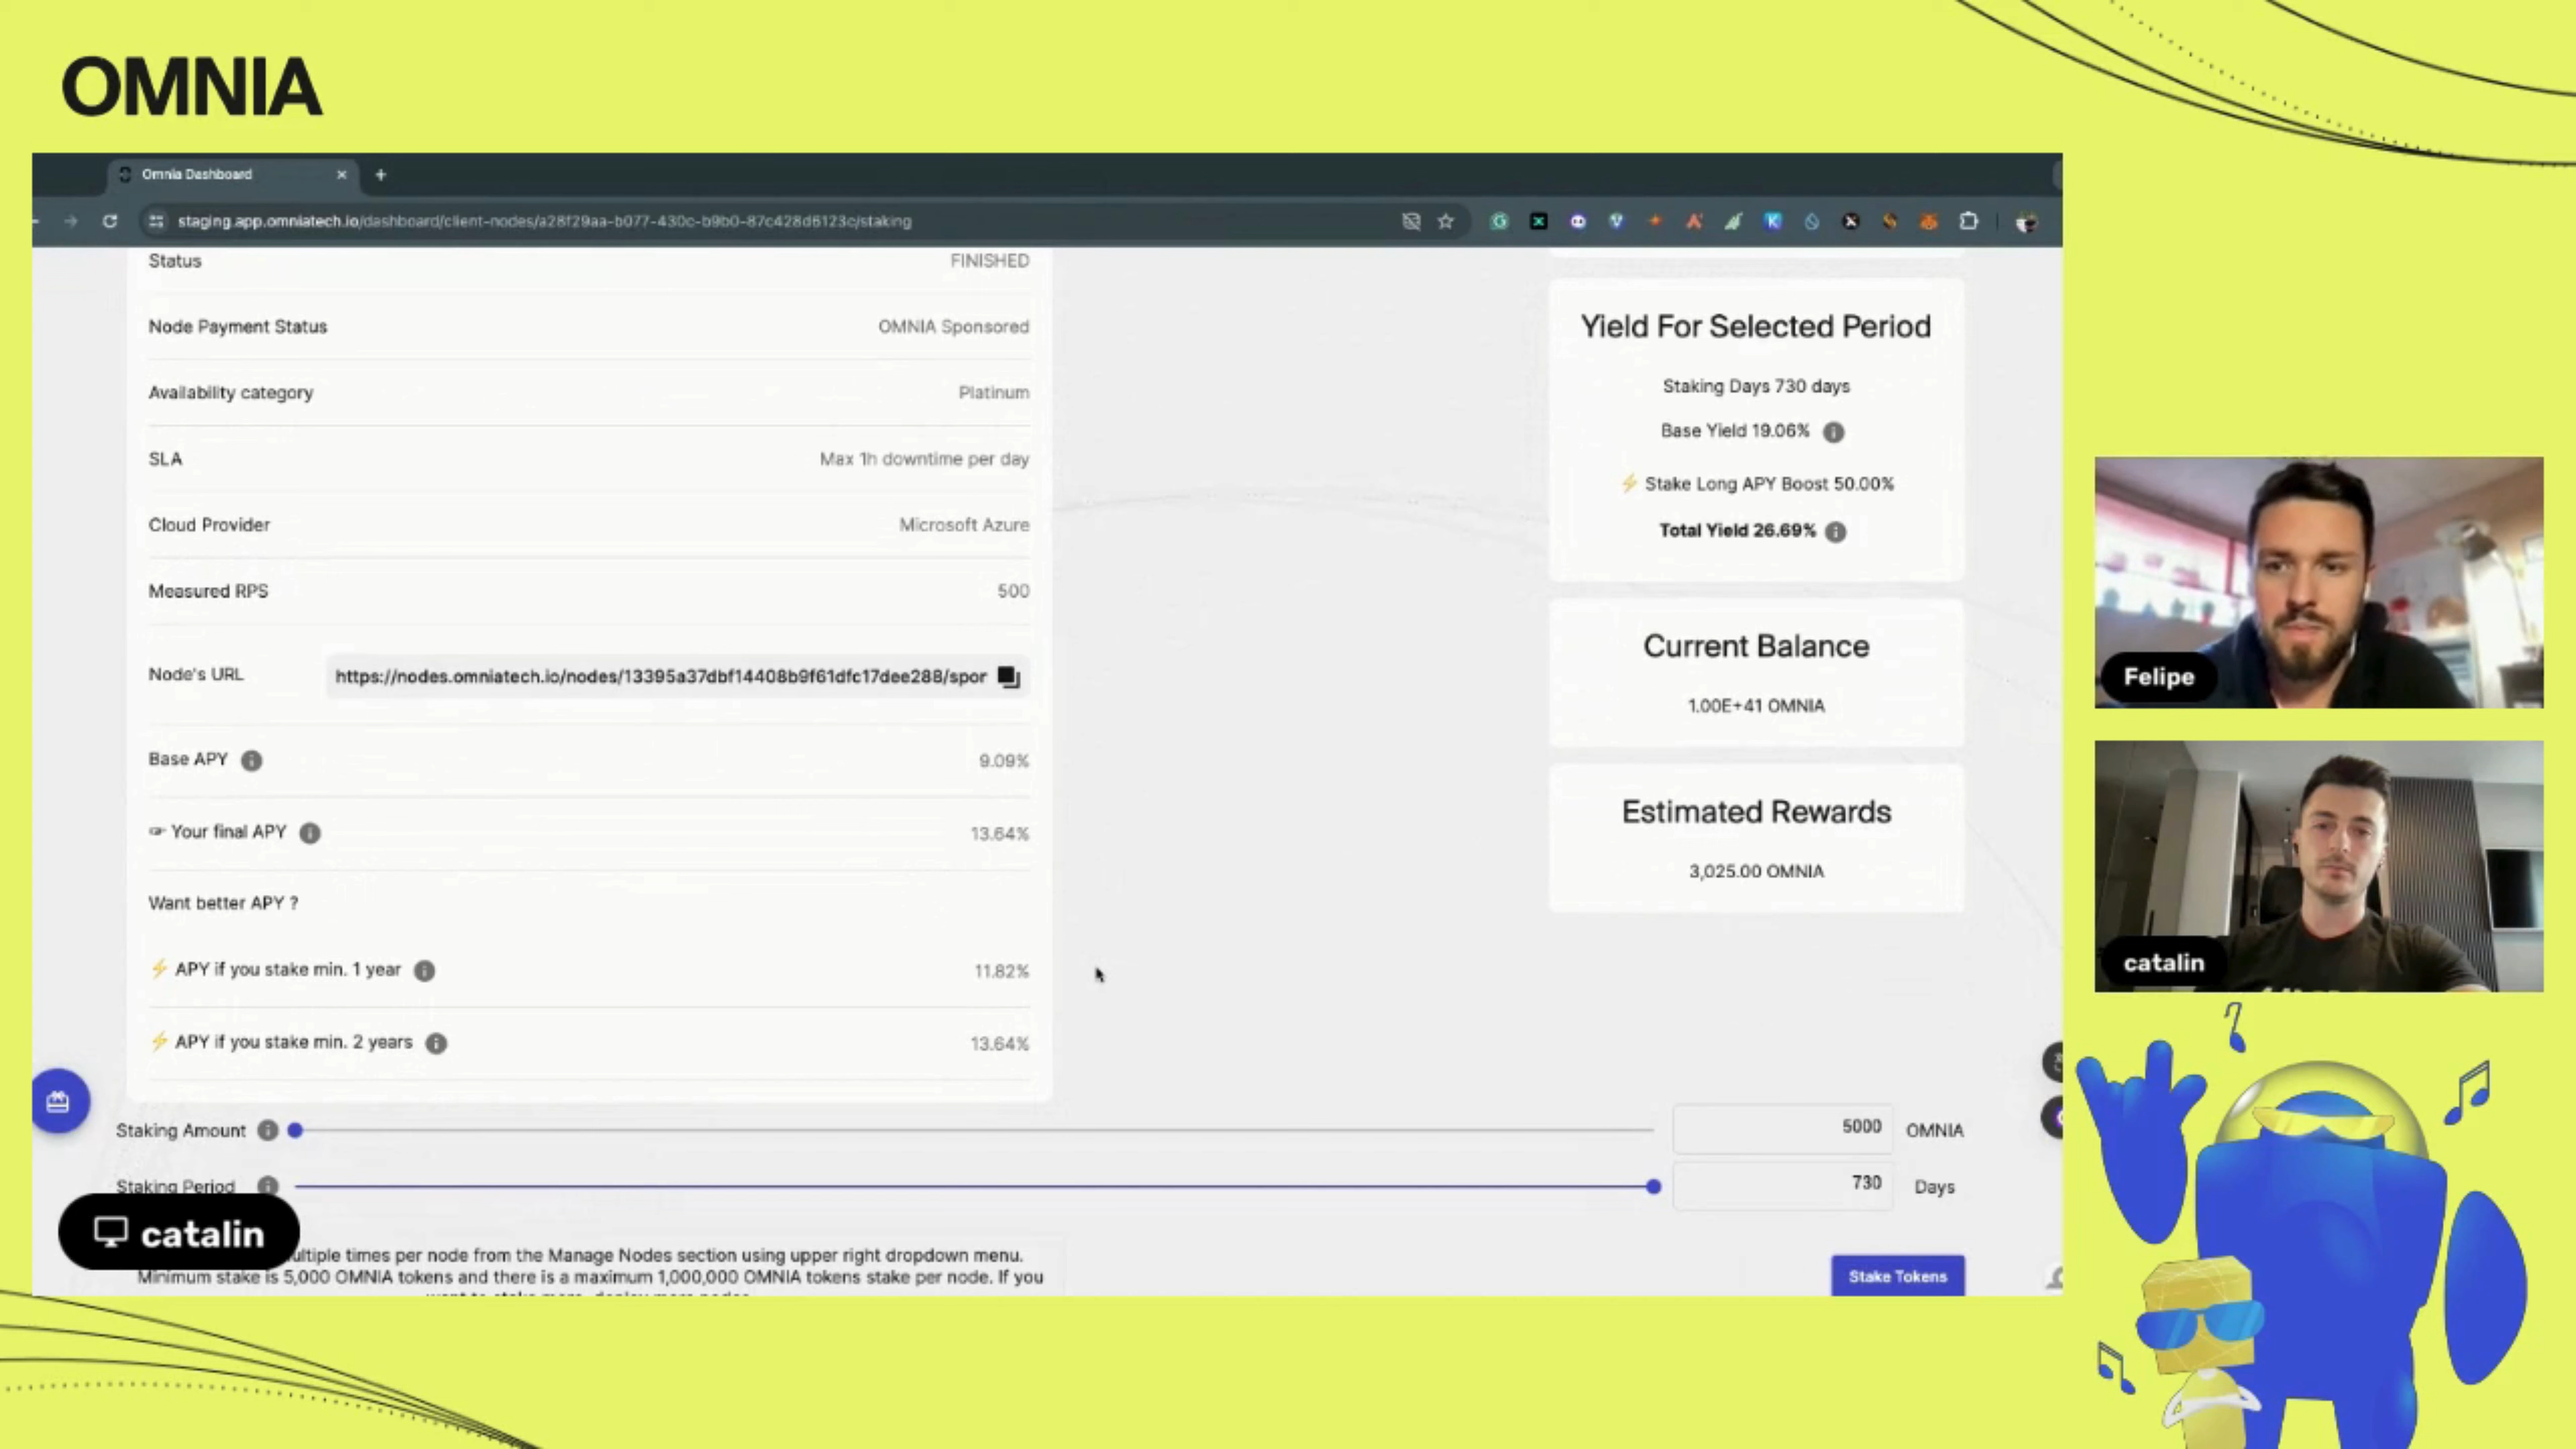 OMNIA
Omnia Dashboard
staging.app.omniatech.io/dashboard/client-nodes/a28f29aa-b077-430c-b9b0-87c428d6123c/staking
Status FINISHED
Node Payment Status OMNIA Sponsored
Availability category Platinum
SLA Max 1h downtime per day
Cloud Provider Microsoft Azure
Measured RPS 500
Node's URL https://nodes.omniatech.io/nodes/13395a37dbf14408b9f61dfc17dee288/spor
Base APY 9.09%
Your final APY 13.64%
Want better APY ?
⚡ APY if you stake min. 1 year 11.82%
⚡ APY if you stake min. 2 years 13.64%
Yield For Selected Period
Staking Days 730 days
Base Yield 19.06%
⚡ Stake Long APY Boost 50.00%
Total Yield 26.69%
Current Balance
1.00E+41 OMNIA
Estimated Rewards
3,025.00 OMNIA
Staking Amount 5000 OMNIA
Staking Period 730 Days
ultiple times per node from the Manage Nodes section using upper right dropdown menu.
Minimum stake is 5,000 OMNIA tokens and there is a maximum 1,000,000 OMNIA tokens stake per node. If you
Stake Tokens
catalin
Felipe
catalin